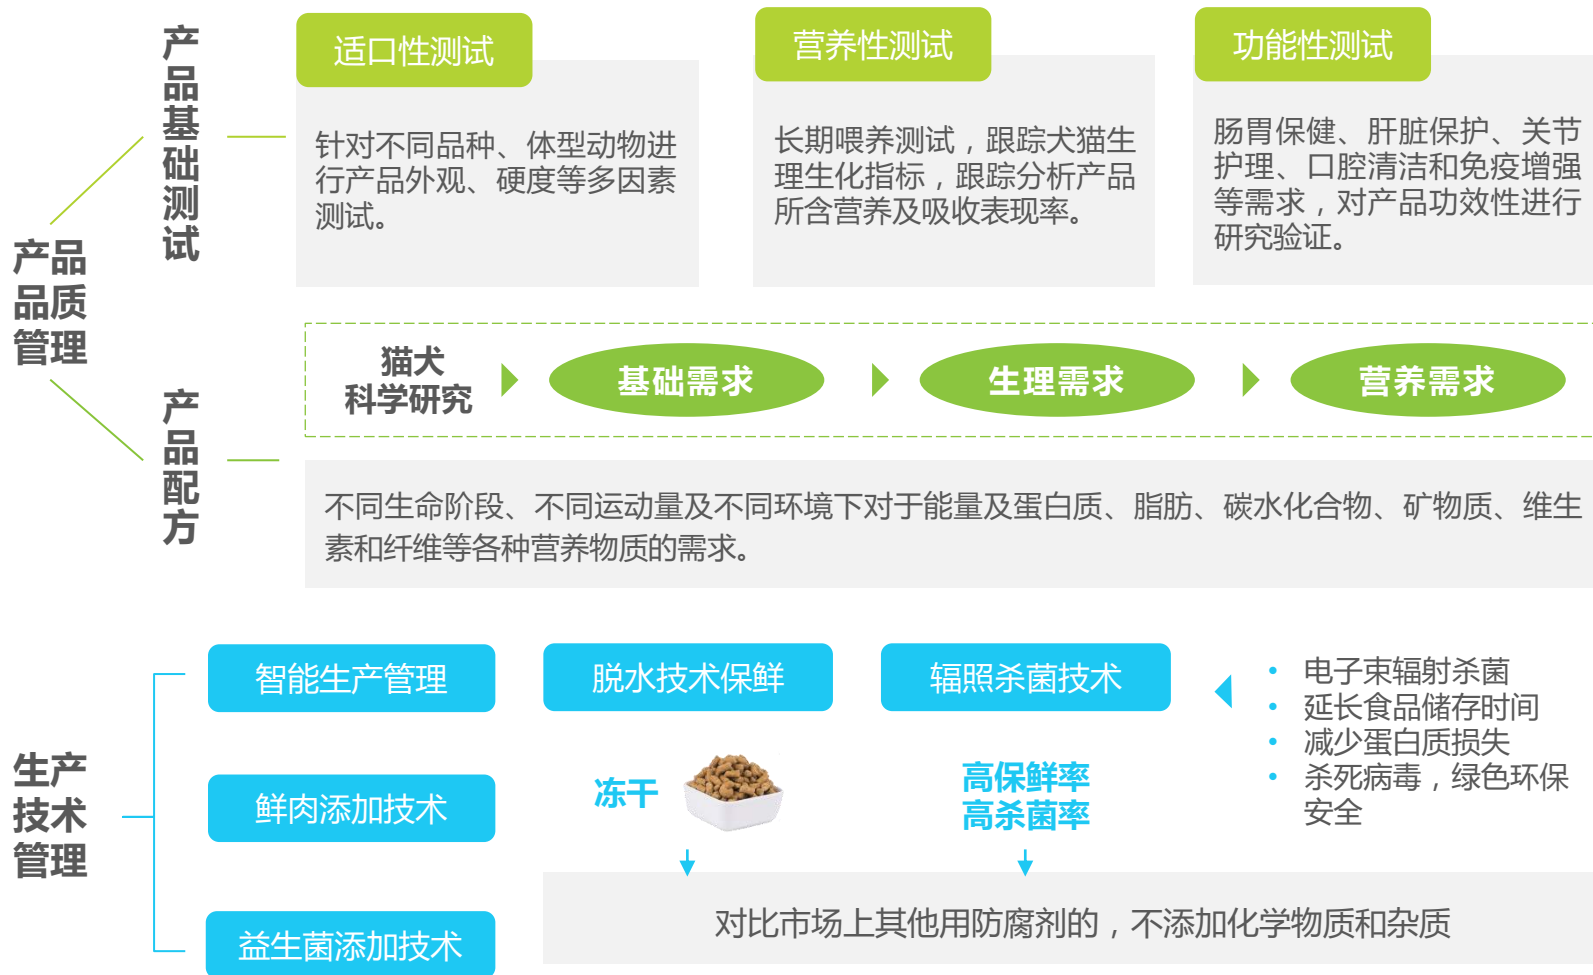 产品
品质
管理
产品基础测试
适口性测试
针对不同品种、体型动物进
行产品外观、硬度等多因素
测试。
营养性测试
长期喂养测试，跟踪犬猫生
理生化指标，跟踪分析产品
所含营养及吸收表现率。
功能性测试
肠胃保健、肝脏保护、关节
护理、口腔清洁和免疫增强
等需求，对产品功效性进行
研究验证。
产品配方
猫犬
科学研究
基础需求
生理需求
营养需求
不同生命阶段、不同运动量及不同环境下对于能量及蛋白质、脂肪、碳水化合物、矿物质、维生
素和纤维等各种营养物质的需求。
生产
技术
管理
智能生产管理
鲜肉添加技术
益生菌添加技术
脱水技术保鲜
冻干
辐照杀菌技术
高保鲜率
高杀菌率
• 电子束辐射杀菌
• 延长食品储存时间
• 减少蛋白质损失
• 杀死病毒，绿色环保
安全
对比市场上其他用防腐剂的，不添加化学物质和杂质